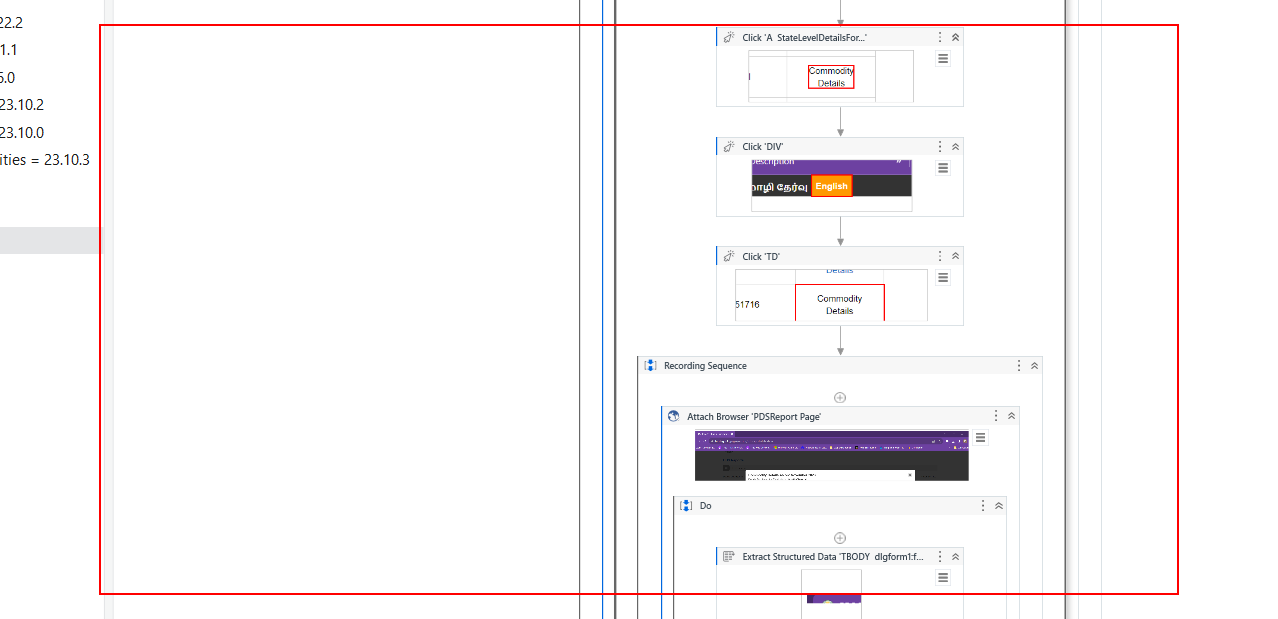 22.2
1.1
6.0
23.10.2
23.10.0
ities = 23.10.3
Click 'A StateLevelDetailsFor...'
Commodity
Details
Click 'DIV'
Description
மொழி தேர்வு English
Click 'TD'
Details
51716
Commodity
Details
Recording Sequence
Attach Browser 'PDSReport Page'
Do
Extract Structured Data 'TBODY dlgform1:f...